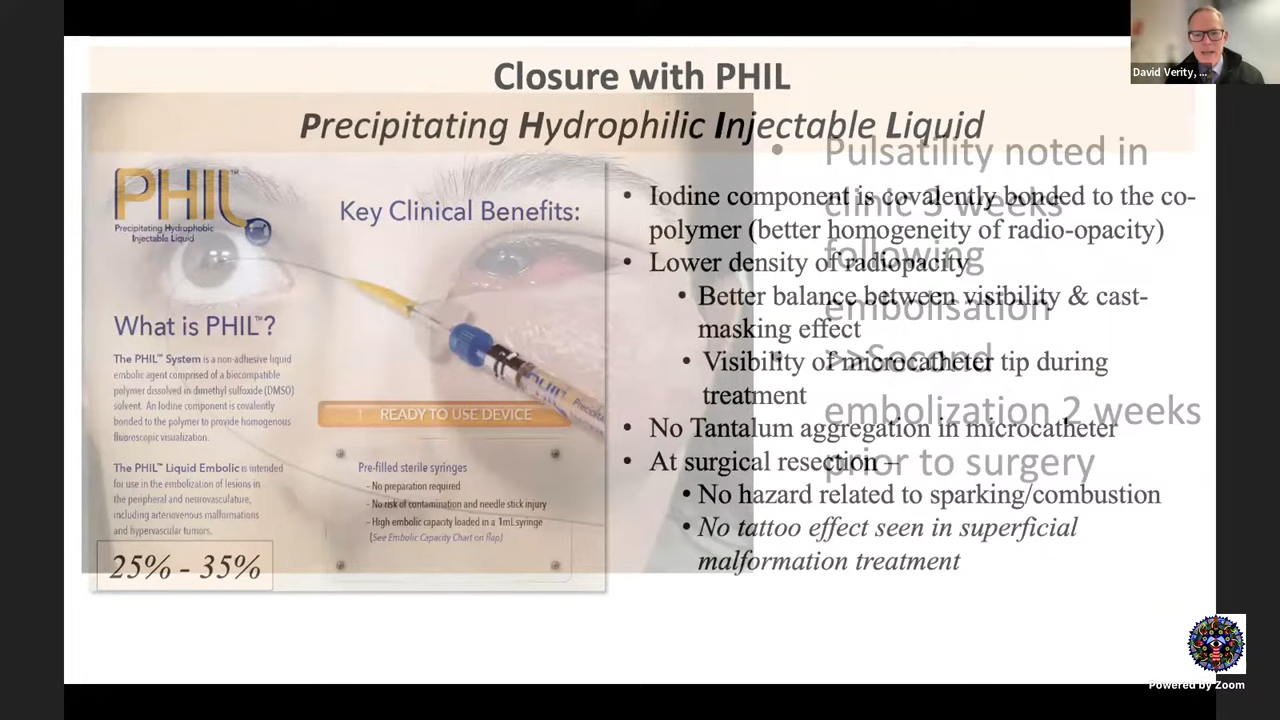 David Verity, ...
Closure with PHIL
Precipitating Hydrophilic Injectable Liquid
PHIL™
Precipitating Hydrophobic
Injectable Liquid
Key Clinical Benefits:
What is PHIL™?
The PHIL™ System is a non-adhesive liquid
embolic agent comprised of a biocompatible
polymer dissolved in dimethyl sulfoxide (DMSO)
solvent. An Iodine component is covalently
bonded to the polymer to provide homogenous
fluoroscopic visualization.
The PHIL™ Liquid Embolic is intended
for use in the embolization of lesions in
the peripheral and neurovasculature,
including arteriovenous malformations
and hypervascular tumors.
25% - 35%
PHIL
READY TO USE DEVICE
Pre-filled sterile syringes
- No preparation required
- No risk of contamination and needle stick injury
- High embolic capacity loaded in a 1mL syringe
(See Embolic Capacity Chart on flap)
• Iodine component is covalently bonded to the co-
polymer (better homogeneity of radio-opacity)
• Lower density of radiopacity
• Better balance between visibility & cast-
masking effect
• Visibility of microcatheter tip during
treatment
• No Tantalum aggregation in microcatheter
• At surgical resection –
• No hazard related to sparking/combustion
• No tattoo effect seen in superficial
malformation treatment
• Pulsatility noted in
clinic 3 weeks
following
embolisation
• >>Second
embolization 2 weeks
prior to surgery
Powered by Zoom